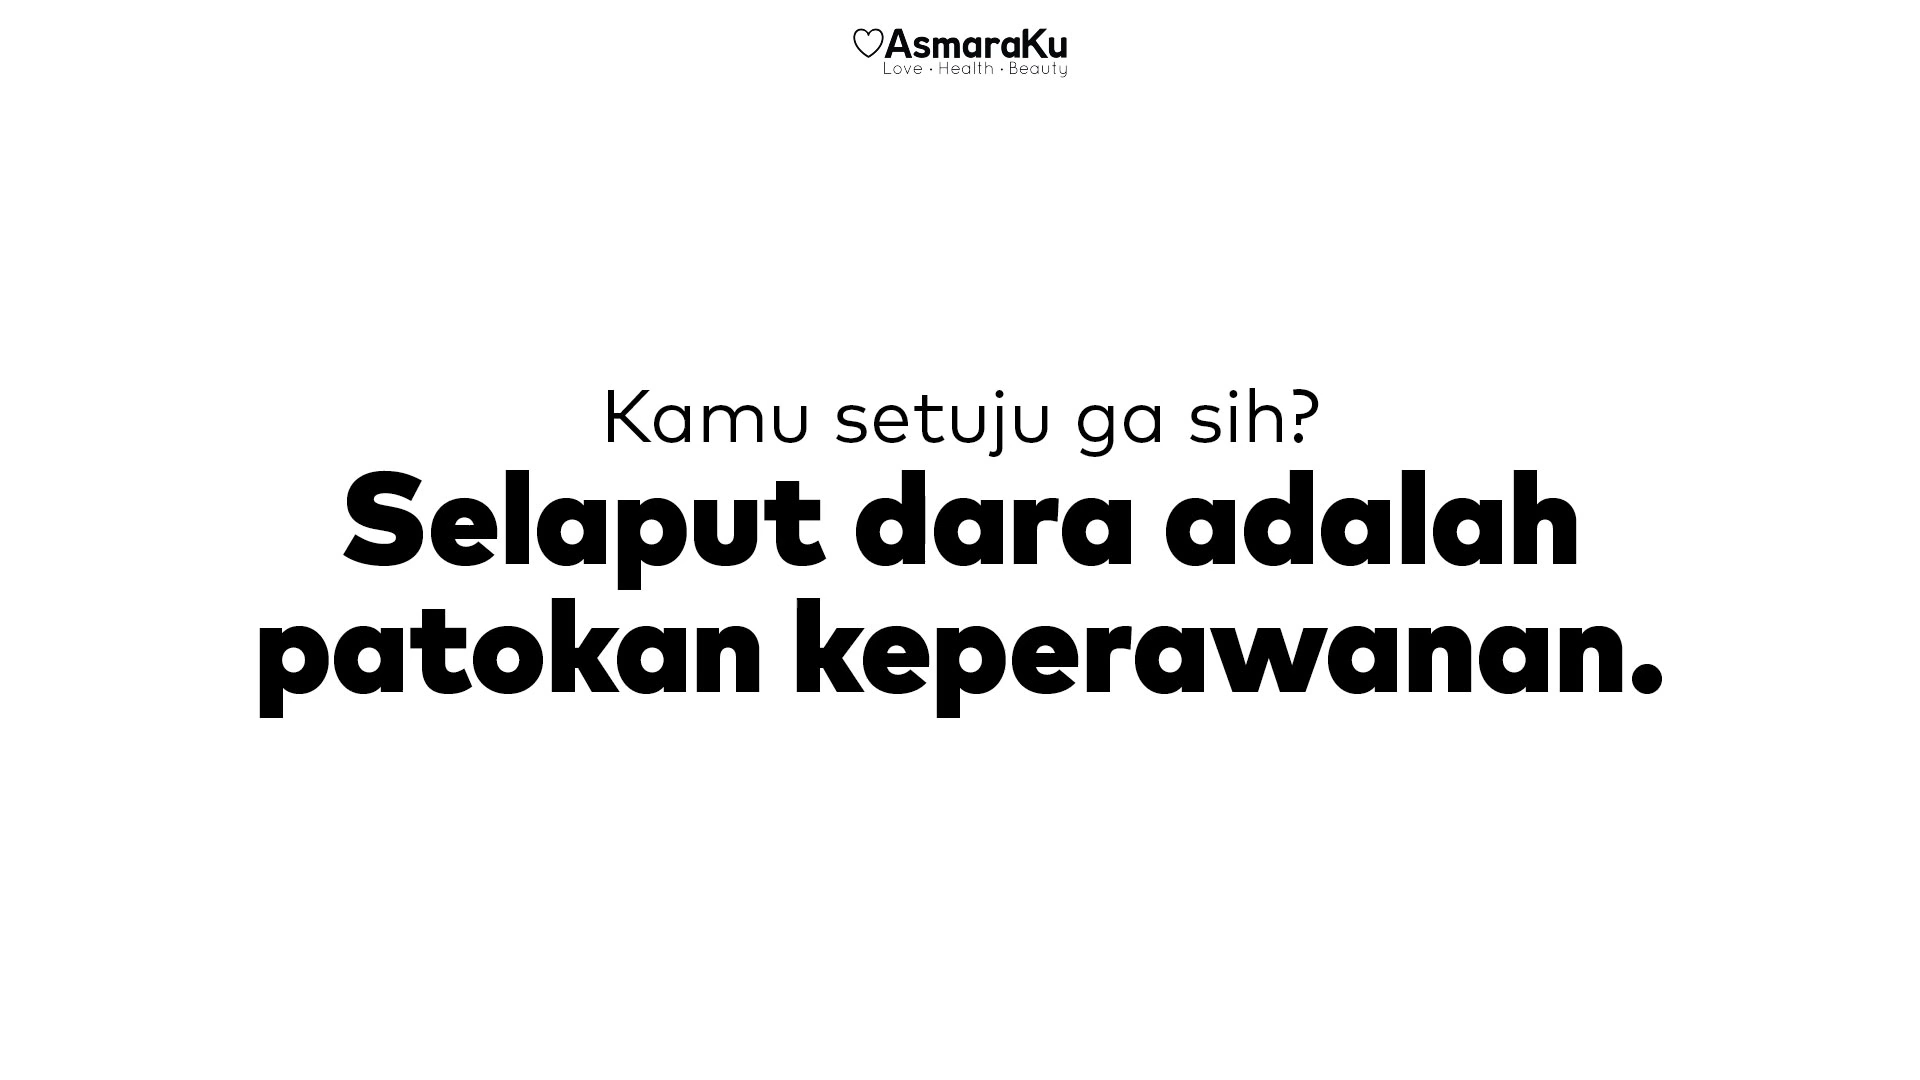 AsmaraKu
Love • Health • Beauty
Kamu setuju ga sih?
Selaput dara adalah
patokan keperawanan.